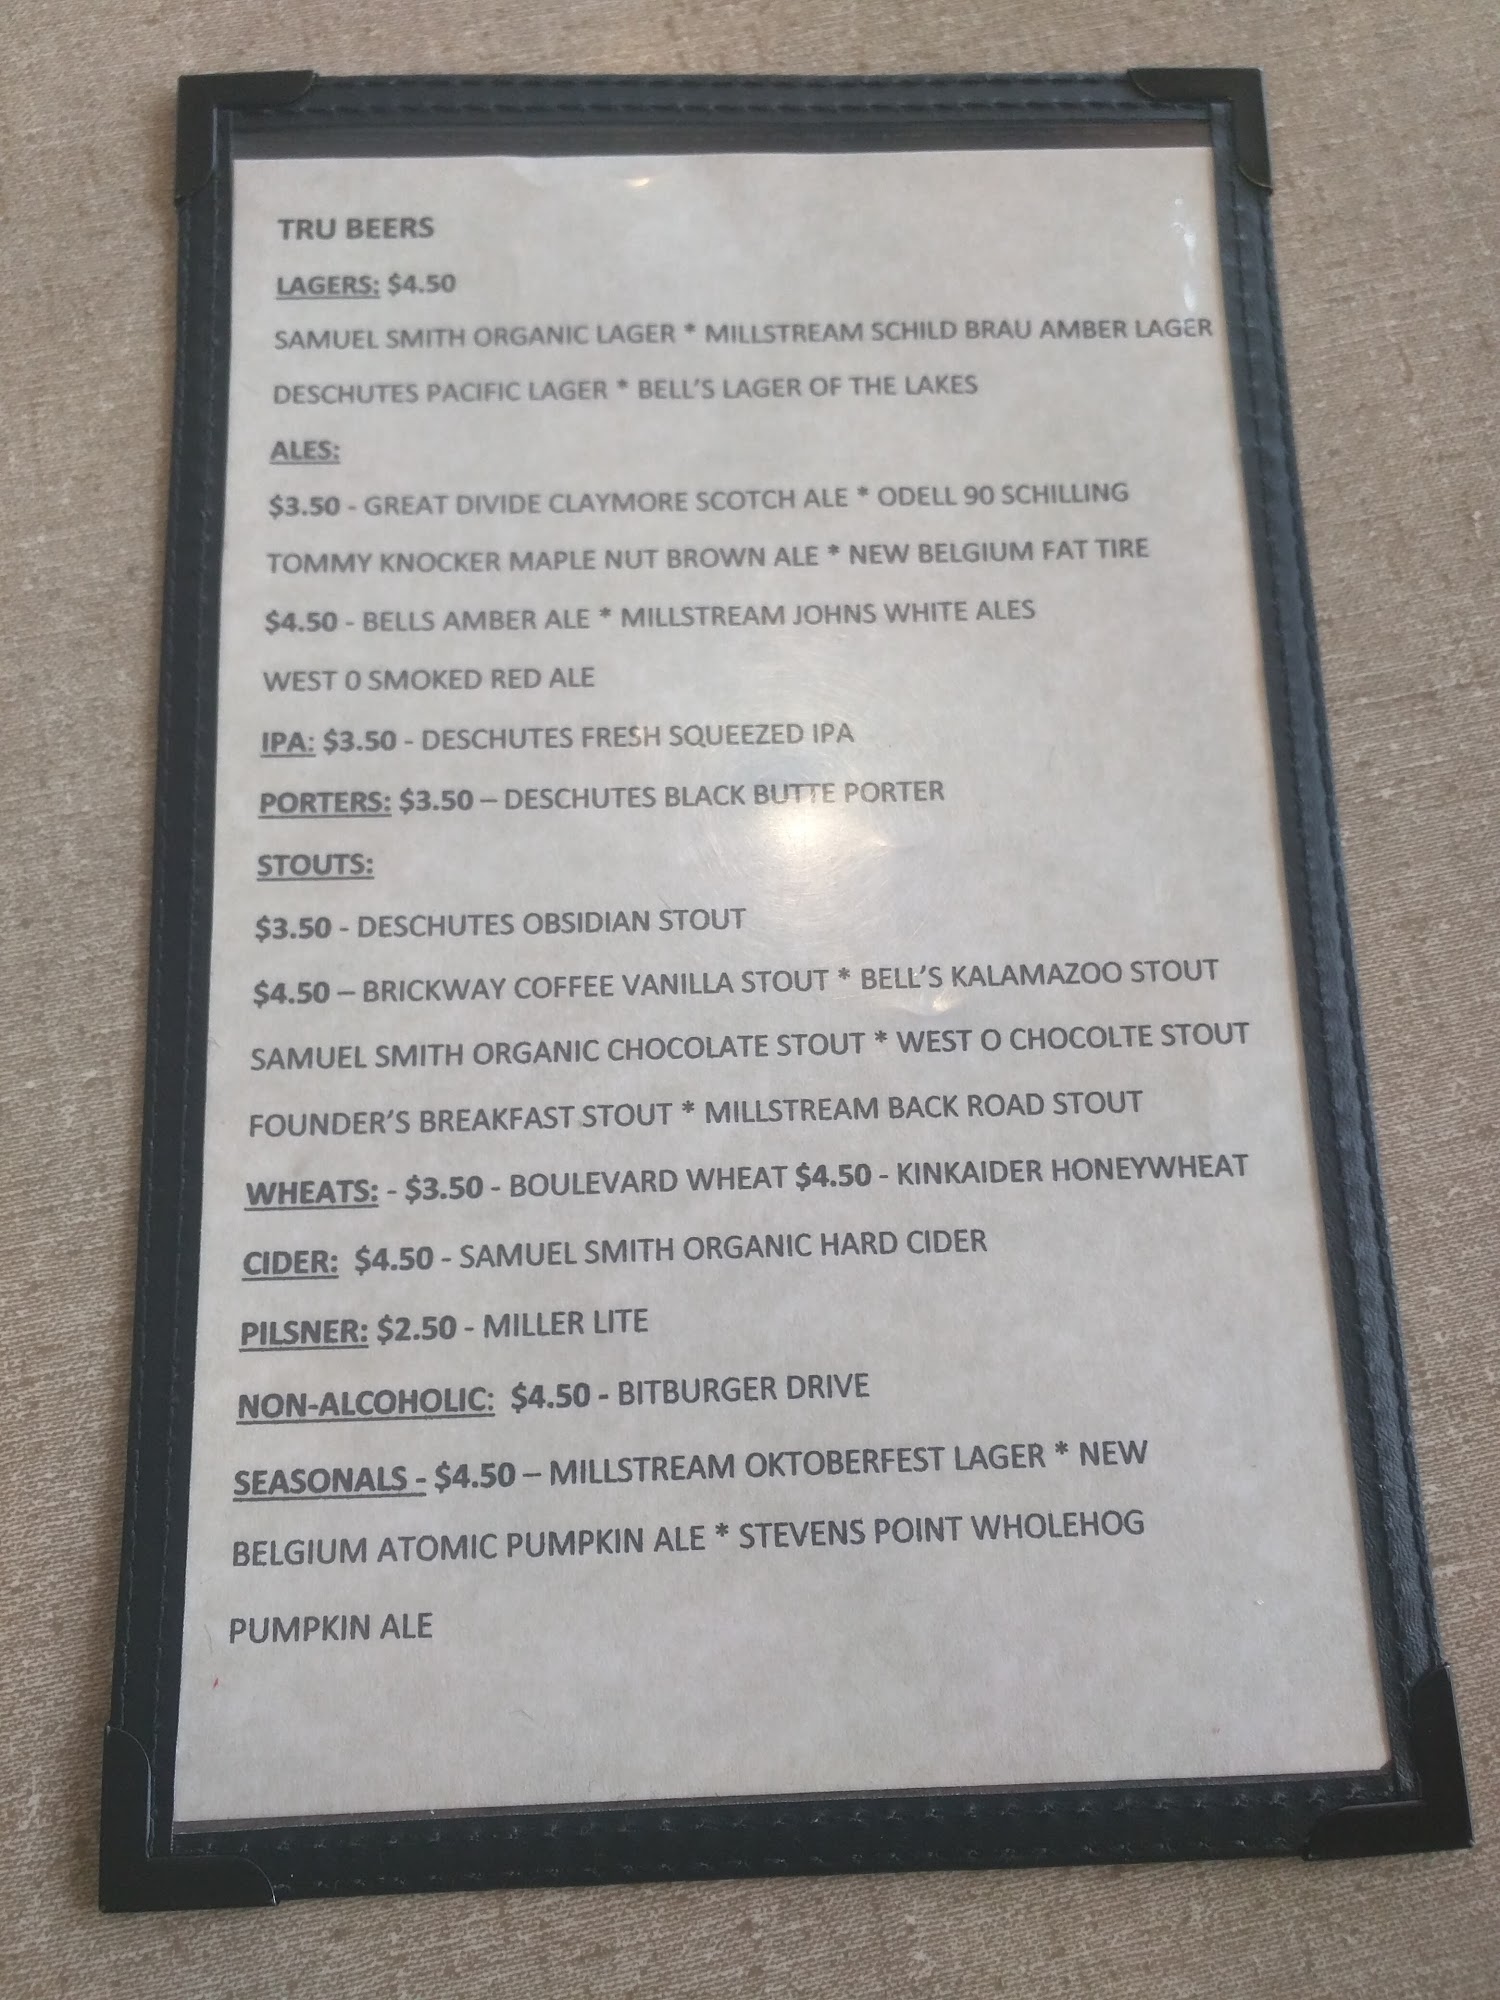 TRU BEERS
LAGERS: $4.50
SAMUEL SMITH ORGANIC LAGER * MILLSTREAM SCHILD BRAU AMBER LAGER
DESCHUTES PACIFIC LAGER * BELL'S LAGER OF THE LAKES
ALES:
$3.50 - GREAT DIVIDE CLAYMORE SCOTCH ALE * ODELL 90 SCHILLING
TOMMY KNOCKER MAPLE NUT BROWN ALE * NEW BELGIUM FAT TIRE
$4.50 - BELLS AMBER ALE * MILLSTREAM JOHNS WHITE ALES
WEST 0 SMOKED RED ALE
IPA: $3.50 - DESCHUTES FRESH SQUEEZED IPA
PORTERS: $3.50 – DESCHUTES BLACK BUTTE PORTER
STOUTS:
$3.50 - DESCHUTES OBSIDIAN STOUT
$4.50 – BRICKWAY COFFEE VANILLA STOUT * BELL'S KALAMAZOO STOUT
SAMUEL SMITH ORGANIC CHOCOLATE STOUT * WEST O CHOCOLTE STOUT
FOUNDER'S BREAKFAST STOUT * MILLSTREAM BACK ROAD STOUT
WHEATS: - $3.50 - BOULEVARD WHEAT $4.50 - KINKAIDER HONEYWHEAT
CIDER: $4.50 - SAMUEL SMITH ORGANIC HARD CIDER
PILSNER: $2.50 - MILLER LITE
NON-ALCOHOLIC: $4.50 - BITBURGER DRIVE
SEASONALS - $4.50 – MILLSTREAM OKTOBERFEST LAGER * NEW
BELGIUM ATOMIC PUMPKIN ALE * STEVENS POINT WHOLEHOG
PUMPKIN ALE